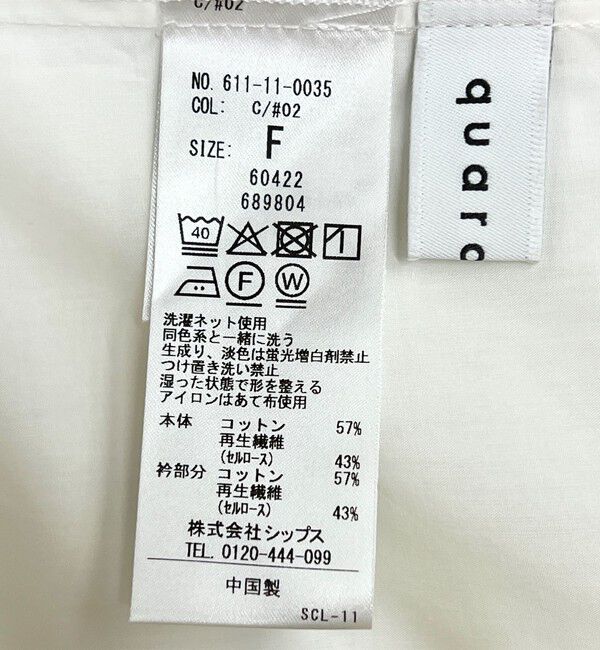 C/#02
NO. 611-11-0035
COL: C/#02
SIZE: F
60422
689804
40
F W
洗濯ネット使用
同色系と一緒に洗う
生成り、淡色は蛍光増白剤禁止
つけ置き洗い禁止
湿った状態で形を整える
アイロンはあて布使用
本体 コットン 57%
再生繊維
(セルロース) 43%
衿部分 コットン 57%
再生繊維
(セルロース) 43%
株式会社シップス
TEL. 0120-444-099
中国製
SCL-11
quar